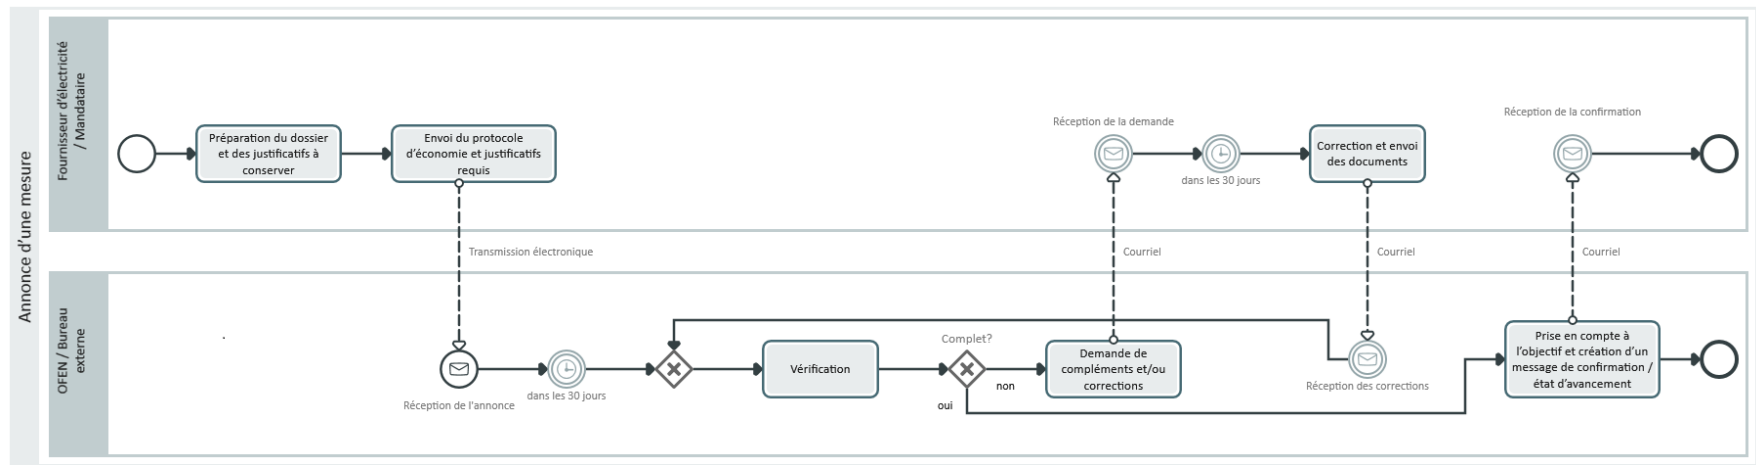 Annonce d'une mesure
Fournisseur d'électricité
/ Mandataire
Préparation du dossier
et des justificatifs à
conserver
Envoi du protocole
d'économie et justificatifs
requis
Réception de la demande
dans les 30 jours
Correction et envoi
des documents
Réception de la confirmation
Transmission électronique
Courriel
Courriel
Courriel
OFEN / Bureau
externe
Réception de l'annonce
dans les 30 jours
Vérification
Complet?
non
oui
Demande de
compléments et/ou
corrections
Réception des corrections
Prise en compte à
l'objectif et création d'un
message de confirmation /
état d'avancement